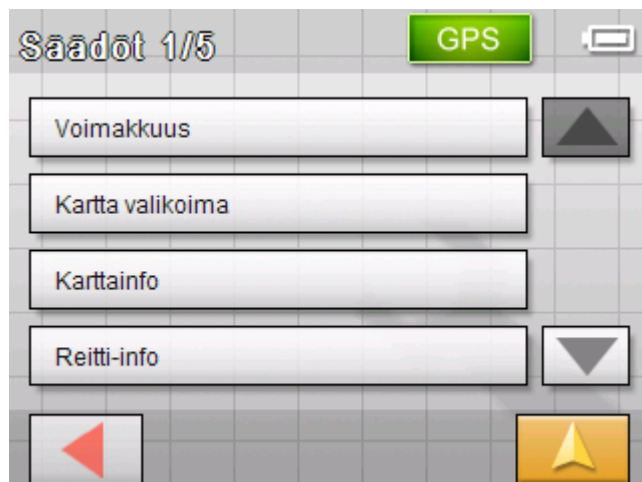 Säädöt 1/5
GPS
Voimakkuus
Kartta valikoima
Karttainfo
Reitti-info